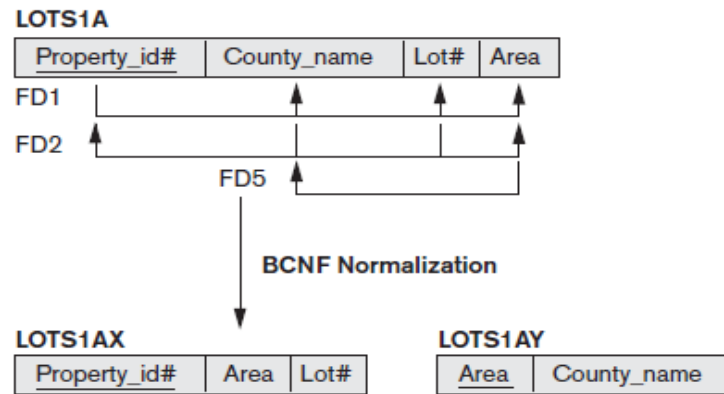 LOTS1A
Property_id# County_name Lot# Area
FD1
FD2
FD5
BCNF Normalization
LOTS1AX
Property_id# Area Lot#
LOTS1AY
Area County_name